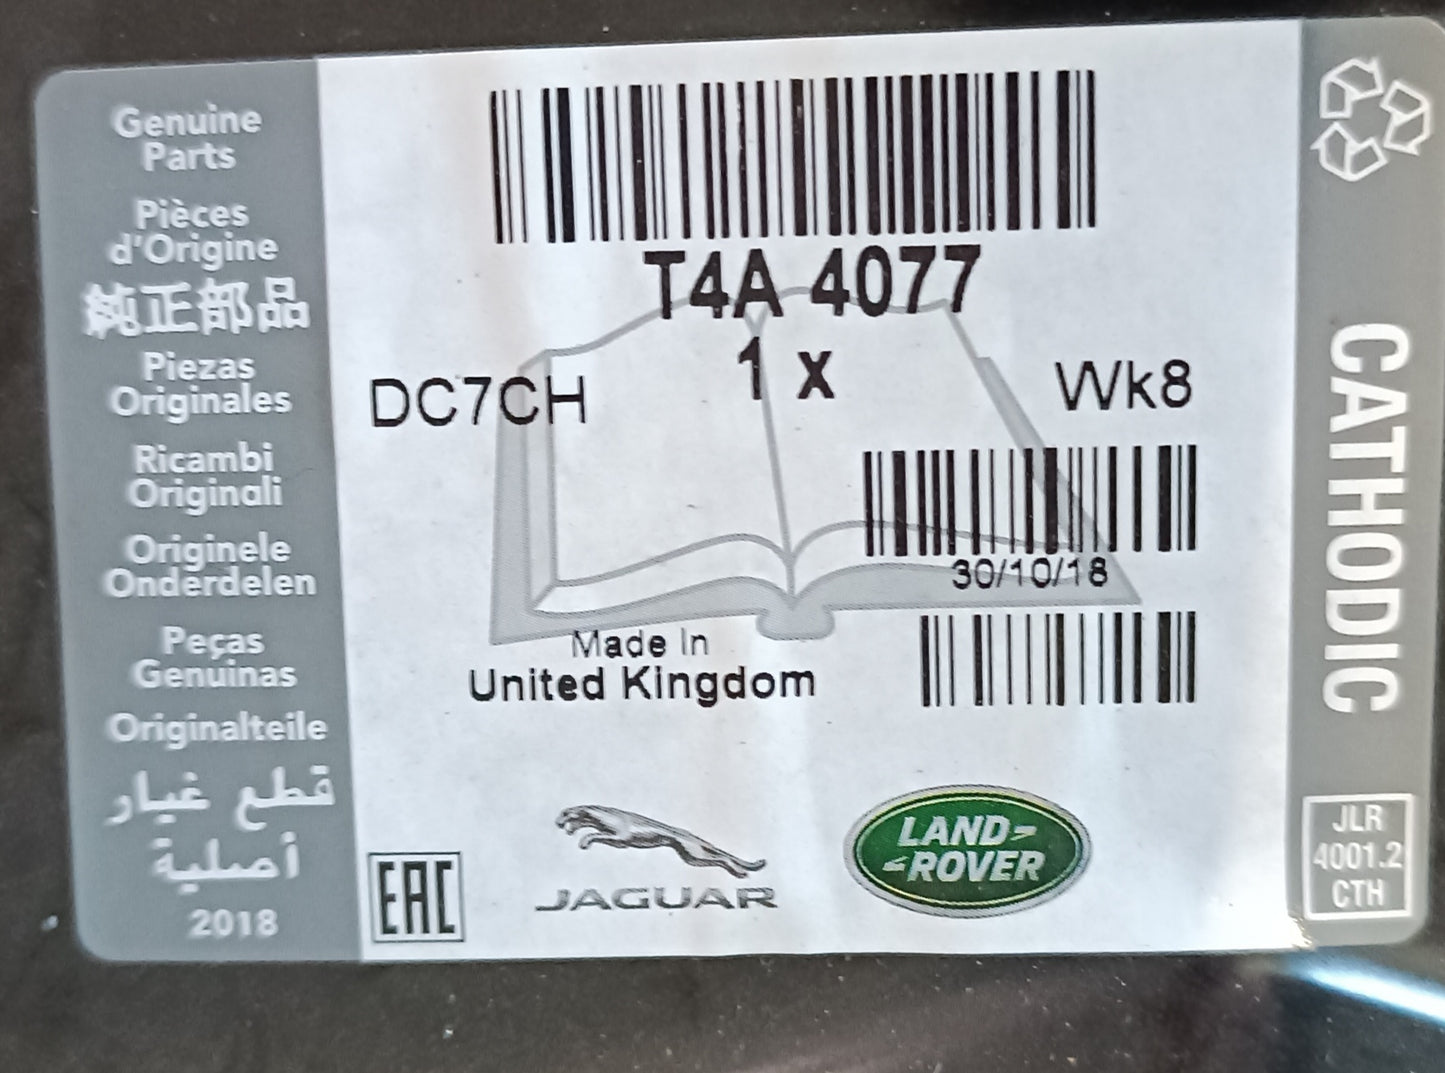 Genuine
Parts
Pièces
d'Origine
純正部品
Piezas
Originales
Ricambi
Originali
Originele
Onderdelen
Peças
Genuinas
Originalteile
قطع غيار
أصلية
2018
T4A 4077
1 x
DC7CH
Wk8
30/10/18
Made In
United Kingdom
EAC
JAGUAR
LAND-
-ROVER
CATHODIC
JLR
4001.2
CTH